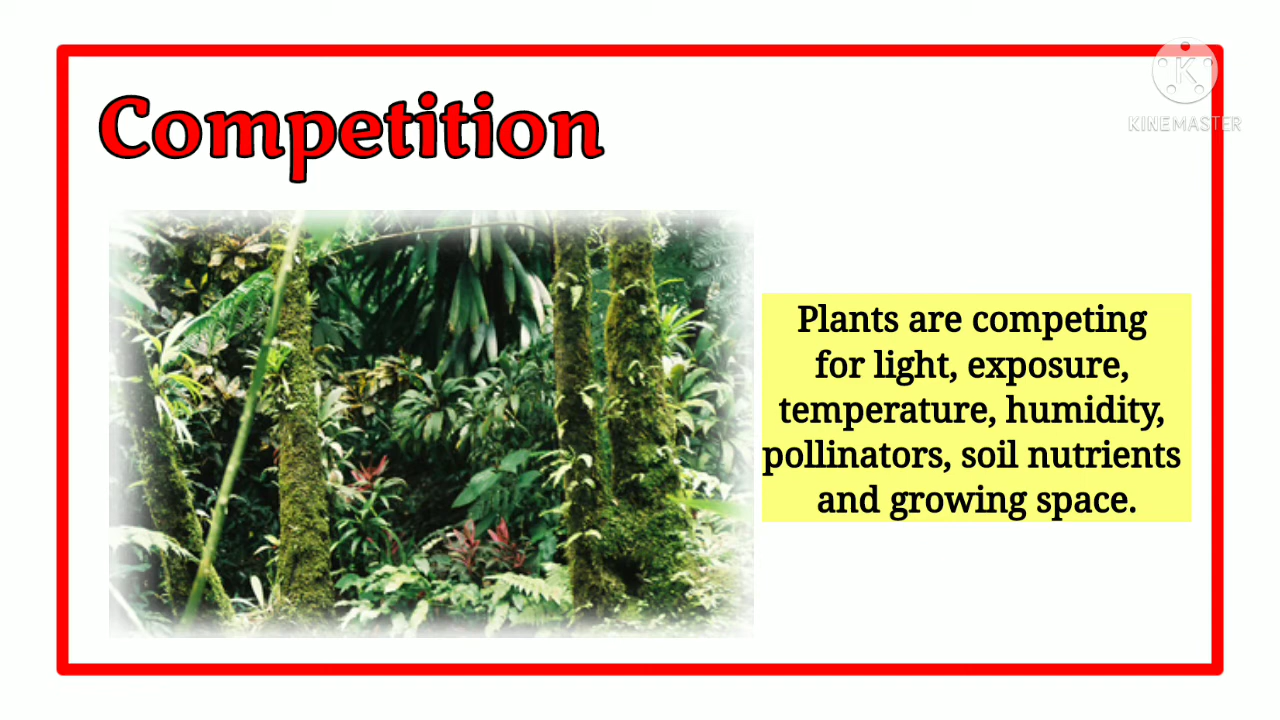 Competition
KINEMASTER
Plants are competing
for light, exposure,
temperature, humidity,
pollinators, soil nutrients
and growing space.